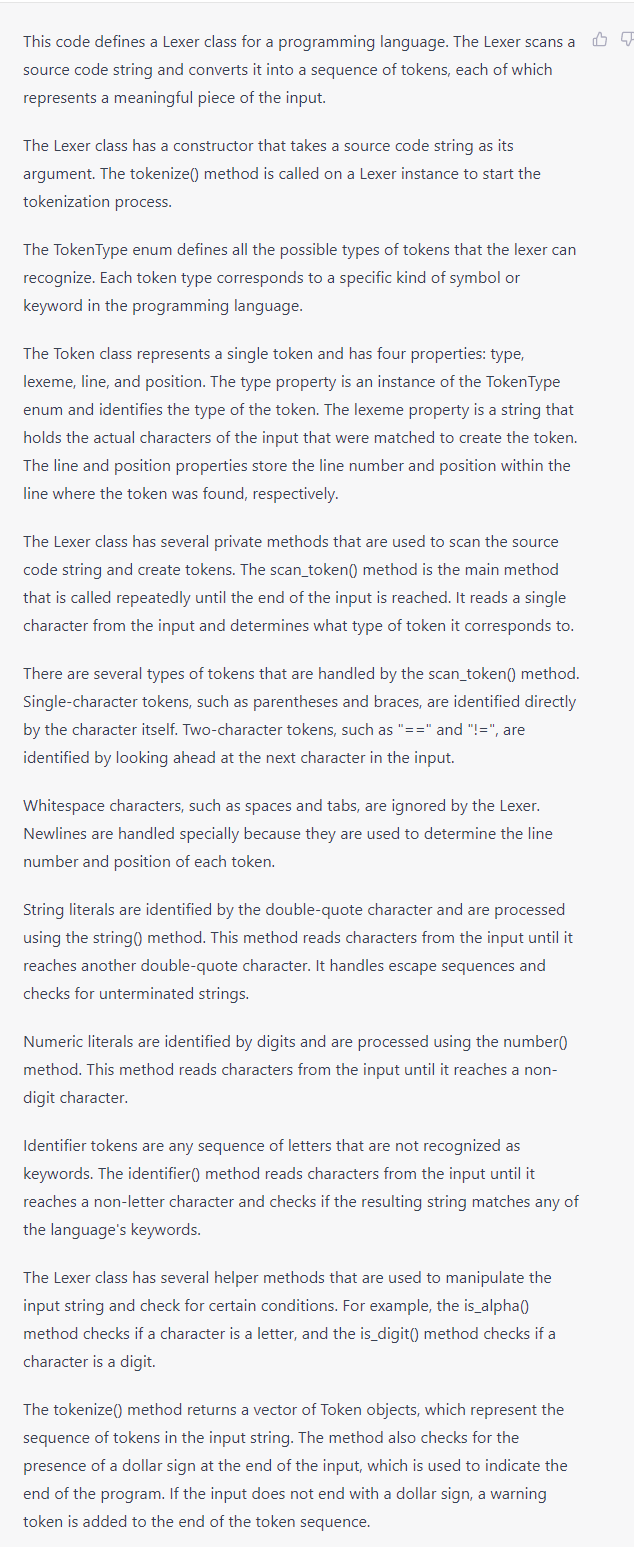 This code defines a Lexer class for a programming language. The Lexer scans a
source code string and converts it into a sequence of tokens, each of which
represents a meaningful piece of the input.
The Lexer class has a constructor that takes a source code string as its
argument. The tokenize() method is called on a Lexer instance to start the
tokenization process.
The TokenType enum defines all the possible types of tokens that the lexer can
recognize. Each token type corresponds to a specific kind of symbol or
keyword in the programming language.
The Token class represents a single token and has four properties: type,
lexeme, line, and position. The type property is an instance of the TokenType
enum and identifies the type of the token. The lexeme property is a string that
holds the actual characters of the input that were matched to create the token.
The line and position properties store the line number and position within the
line where the token was found, respectively.
The Lexer class has several private methods that are used to scan the source
code string and create tokens. The scan_token() method is the main method
that is called repeatedly until the end of the input is reached. It reads a single
character from the input and determines what type of token it corresponds to.
There are several types of tokens that are handled by the scan_token() method.
Single-character tokens, such as parentheses and braces, are identified directly
by the character itself. Two-character tokens, such as "==" and "!=", are
identified by looking ahead at the next character in the input.
Whitespace characters, such as spaces and tabs, are ignored by the Lexer.
Newlines are handled specially because they are used to determine the line
number and position of each token.
String literals are identified by the double-quote character and are processed
using the string() method. This method reads characters from the input until it
reaches another double-quote character. It handles escape sequences and
checks for unterminated strings.
Numeric literals are identified by digits and are processed using the number()
method. This method reads characters from the input until it reaches a non-
digit character.
Identifier tokens are any sequence of letters that are not recognized as
keywords. The identifier() method reads characters from the input until it
reaches a non-letter character and checks if the resulting string matches any of
the language's keywords.
The Lexer class has several helper methods that are used to manipulate the
input string and check for certain conditions. For example, the is_alpha()
method checks if a character is a letter, and the is_digit() method checks if a
character is a digit.
The tokenize() method returns a vector of Token objects, which represent the
sequence of tokens in the input string. The method also checks for the
presence of a dollar sign at the end of the input, which is used to indicate the
end of the program. If the input does not end with a dollar sign, a warning
token is added to the end of the token sequence.